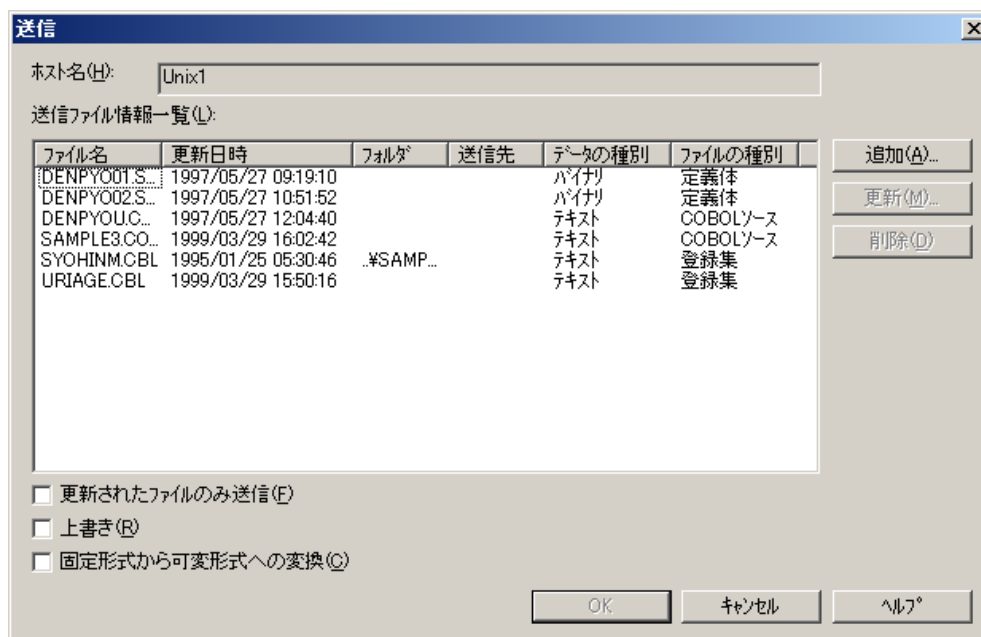 送信
ホスト名(H): Unix1
送信ファイル情報一覧(L):
ファイル名 更新日時 フォルダ 送信先 データの種別 ファイルの種別
DENPYO01.S... 1997/05/27 09:19:10 バイナリ 定義体
DENPYO02.S... 1997/05/27 10:51:52 バイナリ 定義体
DENPYOU.C... 1997/05/27 12:04:40 テキスト COBOLソース
SAMPLE3.CO... 1999/03/29 16:02:42 テキスト COBOLソース
SYOHINM.CBL 1995/01/25 05:30:46 ..¥SAMP... テキスト 登録集
URIAGE.CBL 1999/03/29 15:50:16 テキスト 登録集
追加(A)...
更新(M)...
削除(D)
更新されたファイルのみ送信(F)
上書き(R)
固定形式から可変形式への変換(C)
OK キャンセル ヘルプ